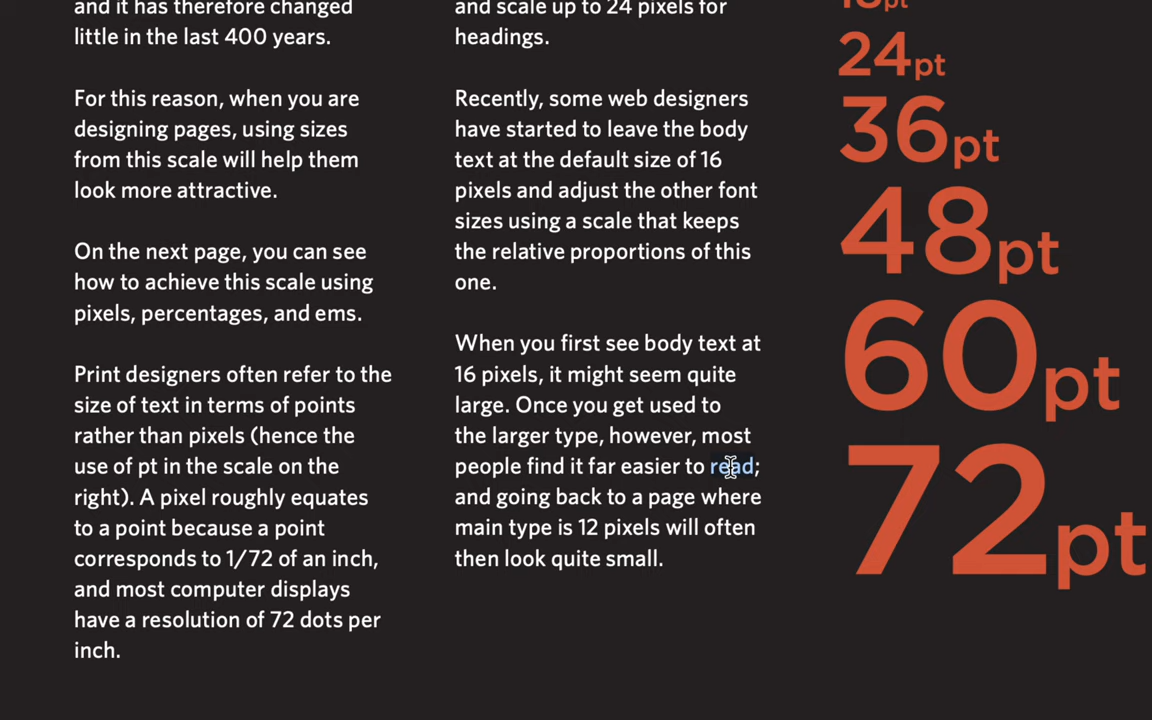 and it has therefore changed
little in the last 400 years.
For this reason, when you are
designing pages, using sizes
from this scale will help them
look more attractive.
On the next page, you can see
how to achieve this scale using
pixels, percentages, and ems.
Print designers often refer to the
size of text in terms of points
rather than pixels (hence the
use of pt in the scale on the
right). A pixel roughly equates
to a point because a point
corresponds to 1/72 of an inch,
and most computer displays
have a resolution of 72 dots per
inch.
and scale up to 24 pixels for
headings.
Recently, some web designers
have started to leave the body
text at the default size of 16
pixels and adjust the other font
sizes using a scale that keeps
the relative proportions of this
one.
When you first see body text at
16 pixels, it might seem quite
large. Once you get used to
the larger type, however, most
people find it far easier to read;
and going back to a page where
main type is 12 pixels will often
then look quite small.
24pt
36pt
48pt
60pt
72pt